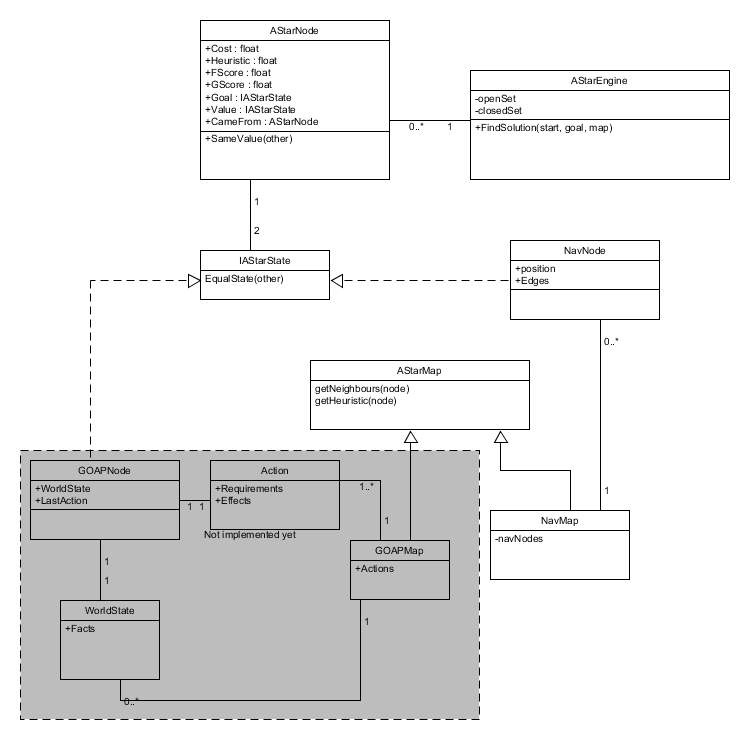 AStarNode
+Cost : float
+Heuristic : float
+FScore : float
+GScore : float
+Goal : IAStarState
+Value : IAStarState
+CameFrom : AStarNode
+SameValue(other)
AStarEngine
-openSet
-closedSet
+FindSolution(start, goal, map)
0..*
1
1
2
IAStarState
EqualState(other)
NavNode
+position
+Edges
0..*
AStarMap
getNeighbours(node)
getHeuristic(node)
GOAPNode
+WorldState
+LastAction
Action
+Requirements
+Effects
1..*
1
1
1
1
Not implemented yet
NavMap
-navNodes
GOAPMap
+Actions
1
1
WorldState
+Facts
1
0..*